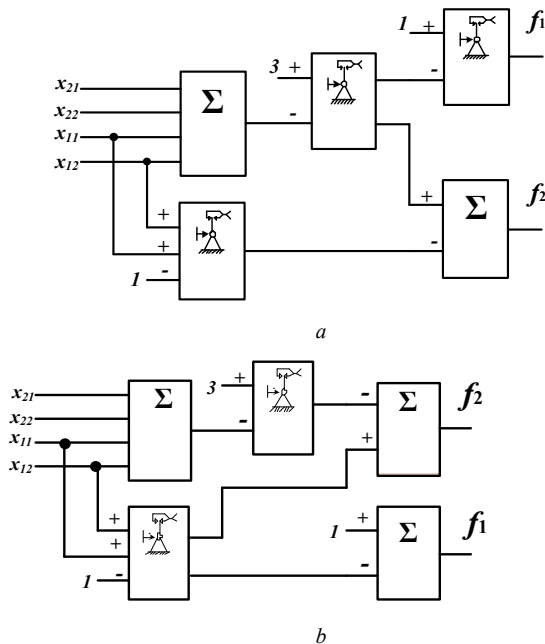 1 + f1
-
3 +
x21
x22 Σ
x11 -
x12
+ Σ f2
+
+ -
1 -
a
x21 3 + - Σ f2
x22 Σ
x11 -
x12 +
+
+ 1 + Σ f1
1 - -
b